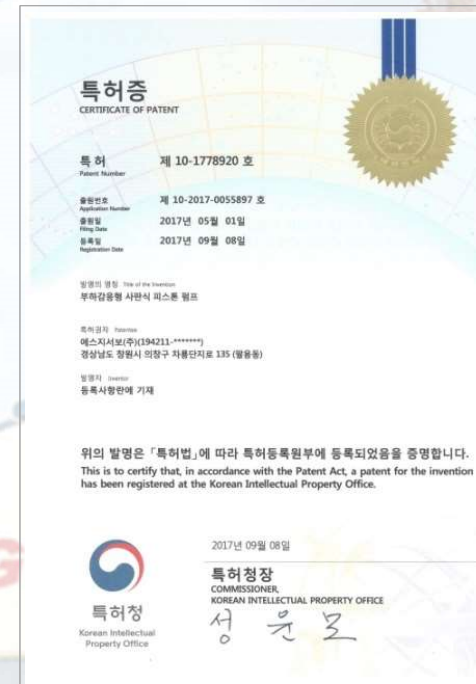 특허증
CERTIFICATE OF PATENT
특 허 제 10-1778920 호
Patent Number
출원번호 제 10-2017-0055897 호
Application Number
출원일 2017년 05월 01일
Filing Date
등록일 2017년 09월 08일
Registration Date
발명의 명칭 Title of the Invention
부하감응형 사판식 피스톤 펌프
특허권자 Patentee
에스지서보(주)(194211-*******)
경상남도 창원시 의창구 차룡단지로 135 (팔용동)
발명자 Inventor
등록사항란에 기재
위의 발명은 「특허법」에 따라 특허등록원부에 등록되었음을 증명합니다.
This is to certify that, in accordance with the Patent Act, a patent for the invention
has been registered at the Korean Intellectual Property Office.
2017년 09월 08일
특허청장
COMMISSIONER,
KOREAN INTELLECTUAL PROPERTY OFFICE
성 윤 모
특허청
Korean Intellectual
Property Office
G